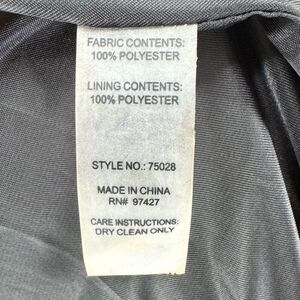 FABRIC CONTENTS:
100% POLYESTER
LINING CONTENTS:
100% POLYESTER
STYLE NO.: 75028
MADE IN CHINA
RN# 97427
CARE INSTRUCTIONS:
DRY CLEAN ONLY